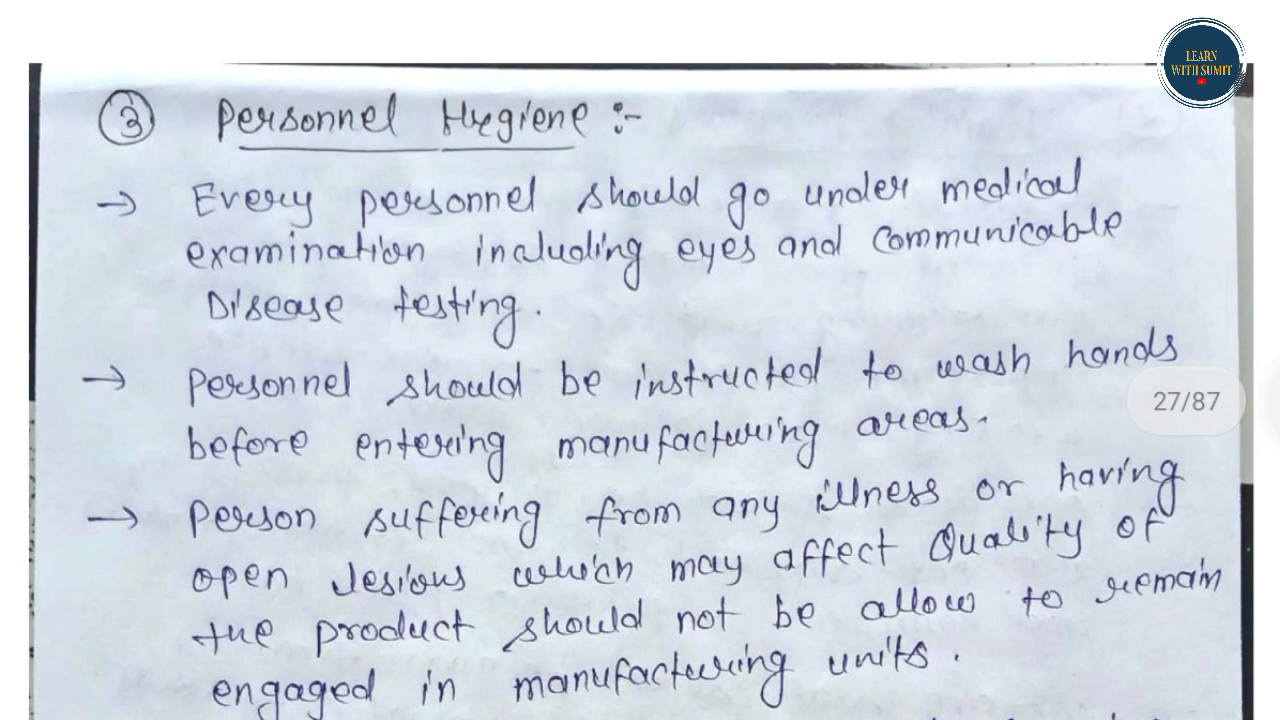 LEARN
WITH SUMIT
③ Personnel Hygiene :-
→ Every personnel should go under medical
examination including eyes and communicable
Disease testing.
→ Personnel should be instructed to wash hands
before entering manufacturing areas.
27/87
→ Person suffering from any illness or having
open lesions which may affect Quality of
the product should not be allow to remain
engaged in manufacturing units.